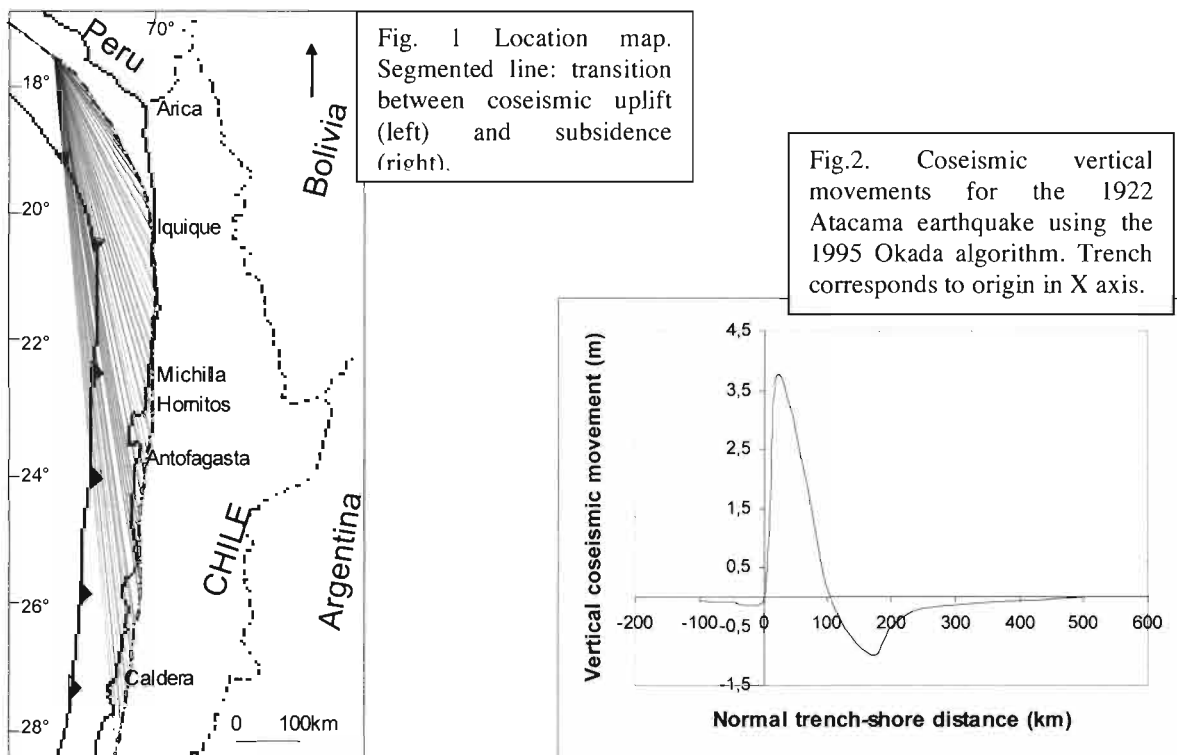 Peru
70°
18°
Arica
Bolivia
20°
Iquique
22°
Michilla
Hornitos
Antofagasta
24°
CHILE
Argentina
26°
Caldera
0 100km
28°
Fig. 1 Location map.
Segmented line: transition
between coseismic uplift
(left) and subsidence
(right).
Fig.2. Coseismic vertical
movements for the 1922
Atacama earthquake using the
1995 Okada algorithm. Trench
corresponds to origin in X axis.
Vertical coseismic movement (m)
4,5
3,5
2,5
1,5
0,5
-0,5
-1,5
-200 -100 0 100 200 300 400 500 600
Normal trench-shore distance (km)